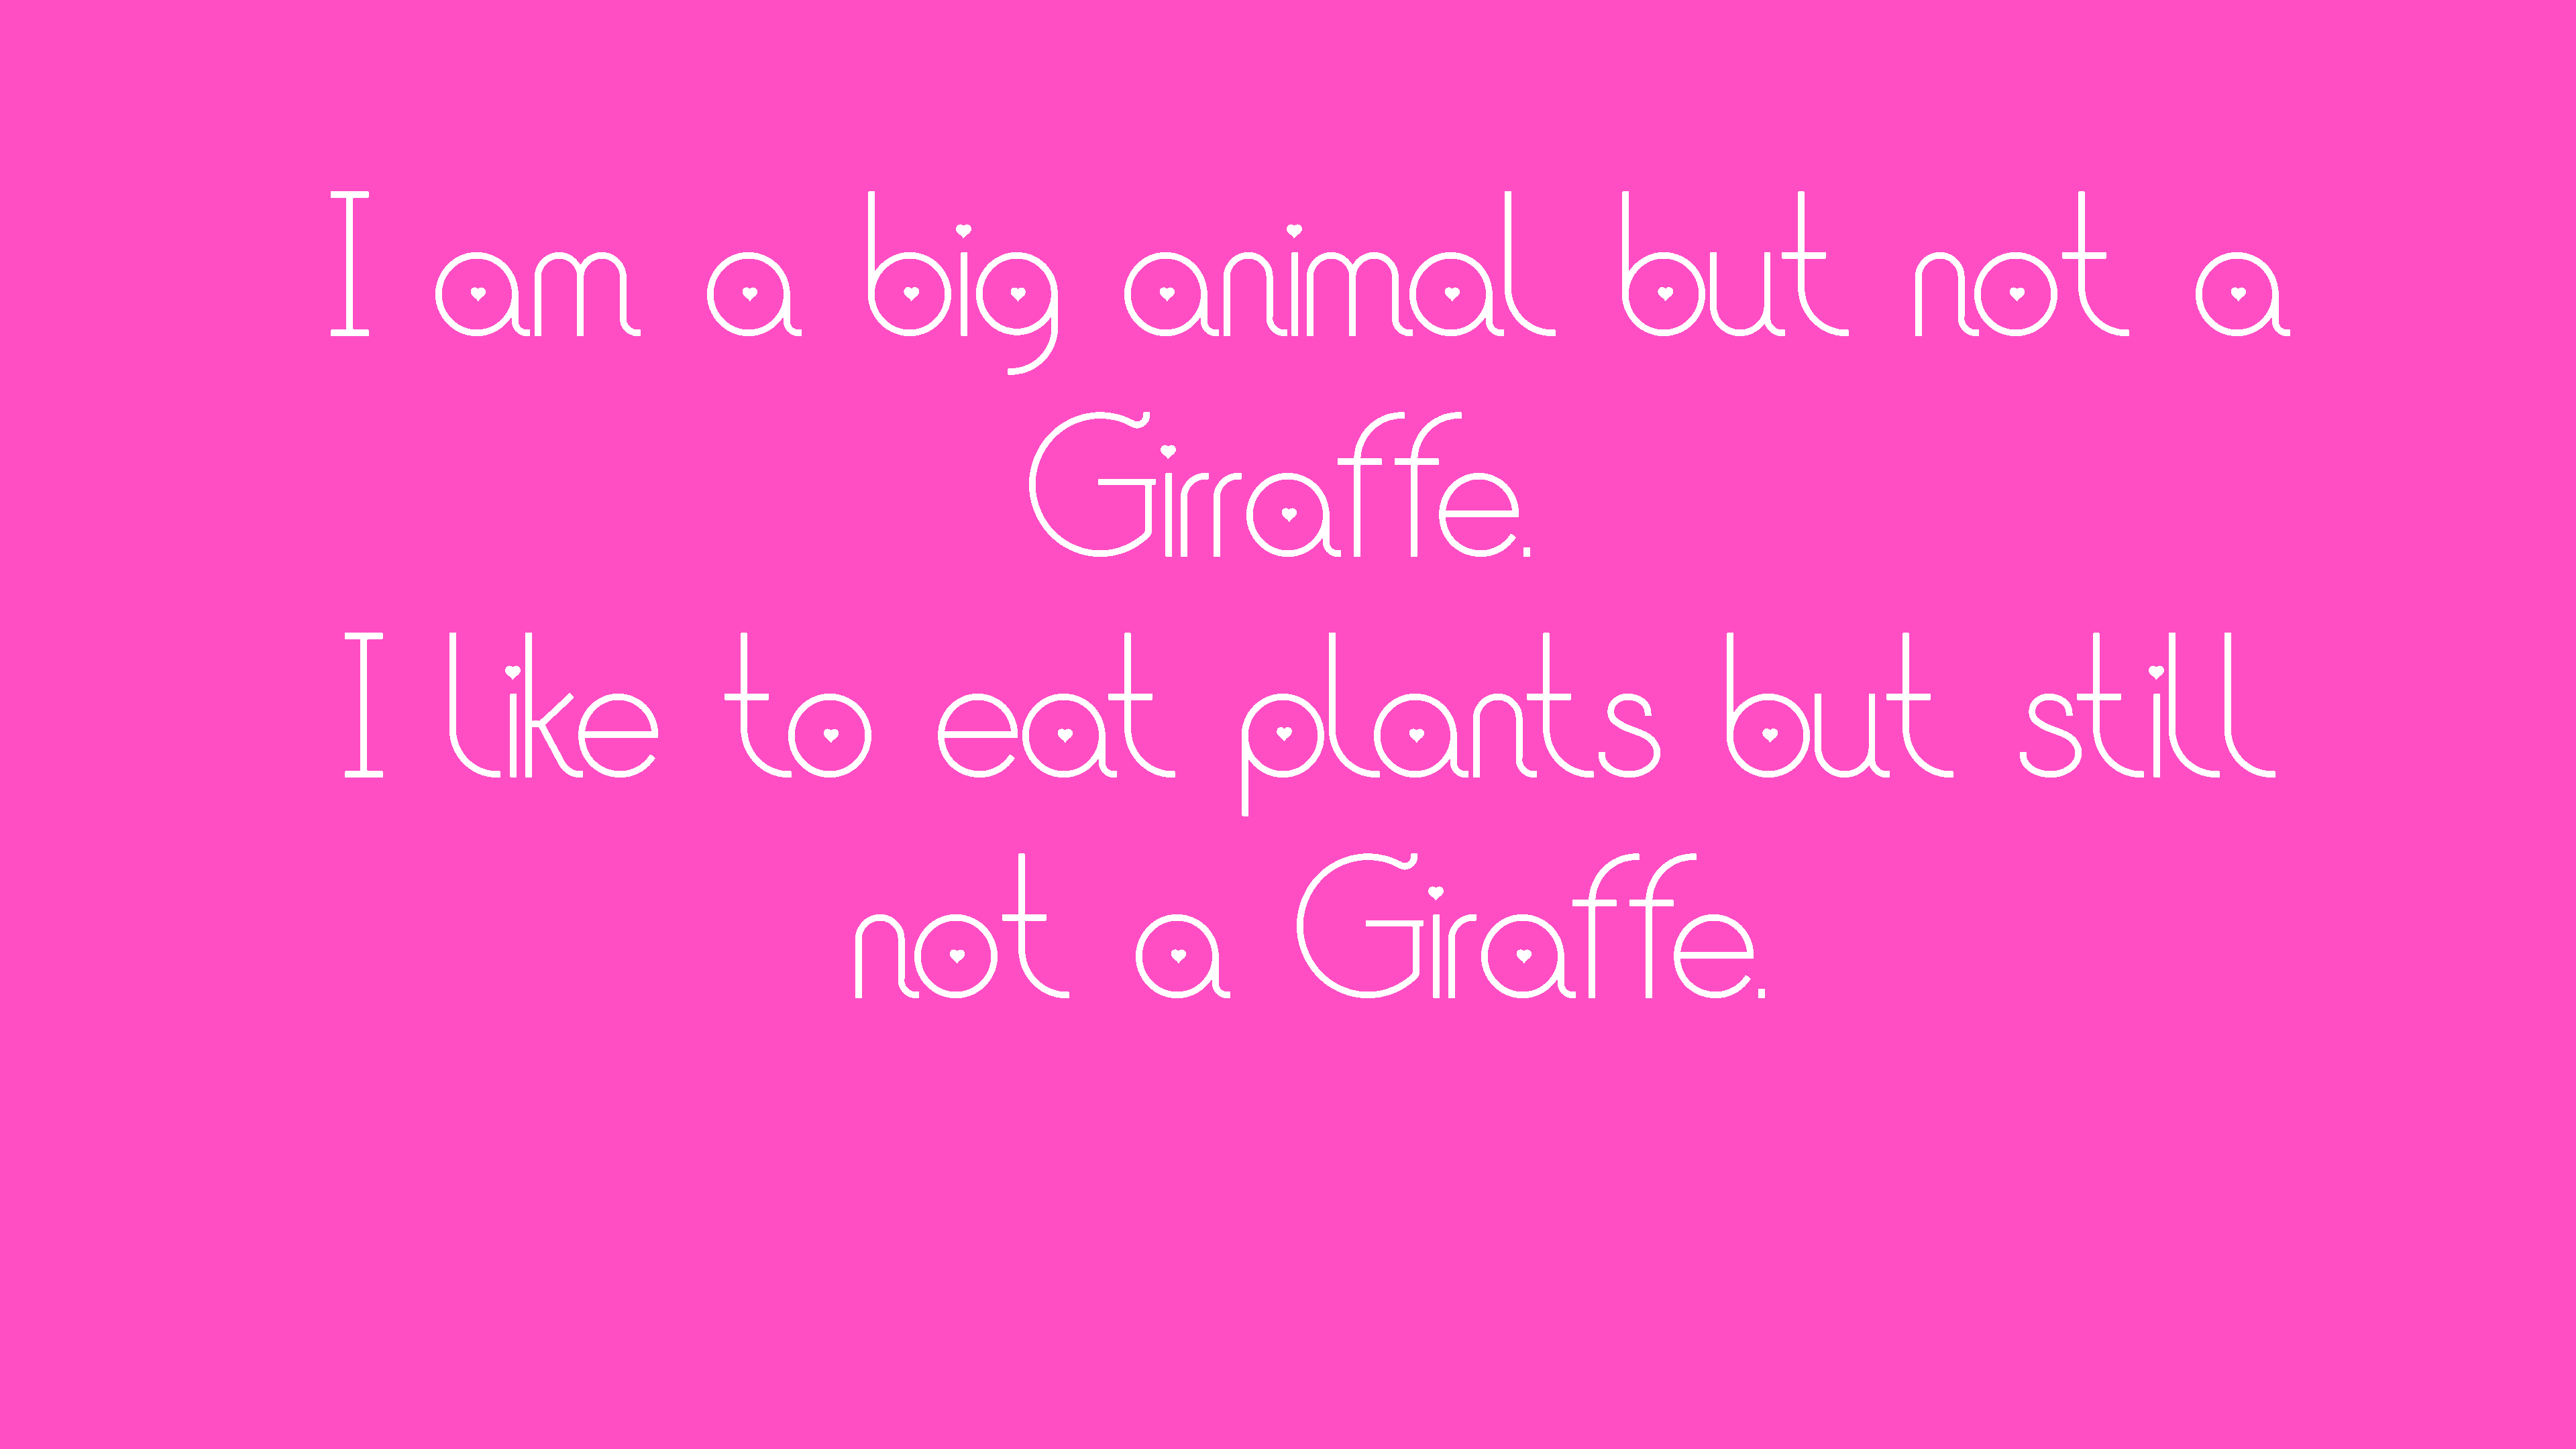 I am a big animal but not a
Girraffe.
I like to eat plants but still
not a Giraffe.